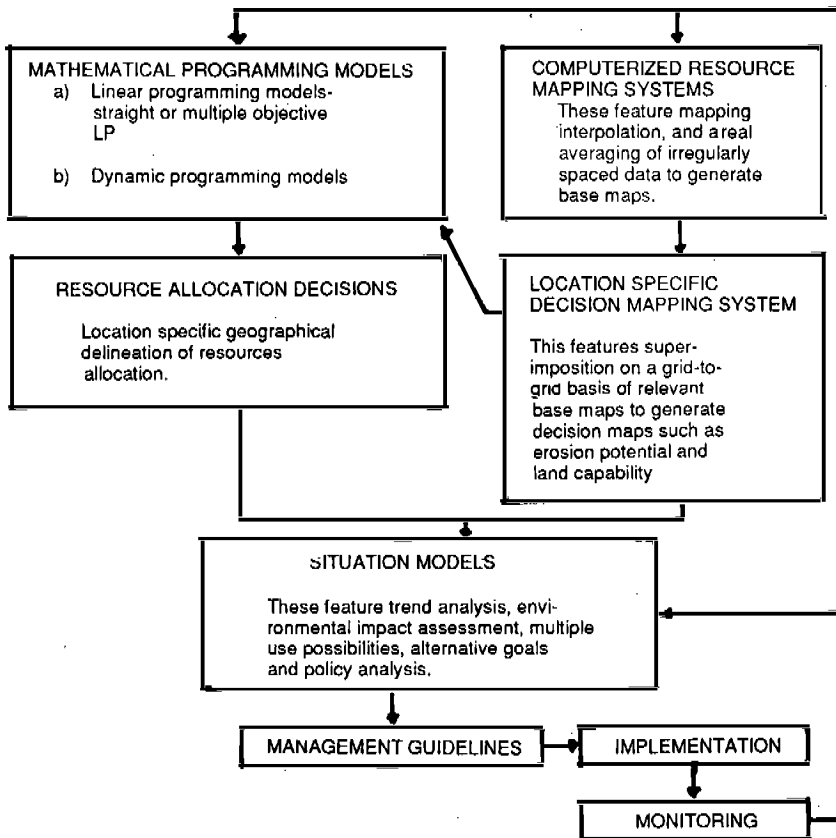 MATHEMATICAL PROGRAMMING MODELS
a) Linear programming models-
straight or multiple objective
LP
b) Dynamic programming models
COMPUTERIZED RESOURCE
MAPPING SYSTEMS
These feature mapping
interpolation, and areal
averaging of irregularly
spaced data to generate
base maps.
RESOURCE ALLOCATION DECISIONS
Location specific geographical
delineation of resources
allocation.
LOCATION SPECIFIC
DECISION MAPPING SYSTEM
This features super-
imposition on a grid-to-
grid basis of relevant
base maps to generate
decision maps such as
erosion potential and
land capability
SITUATION MODELS
These feature trend analysis, envi-
ronmental impact assessment, multiple
use possibilities, alternative goals
and policy analysis.
MANAGEMENT GUIDELINES
IMPLEMENTATION
MONITORING